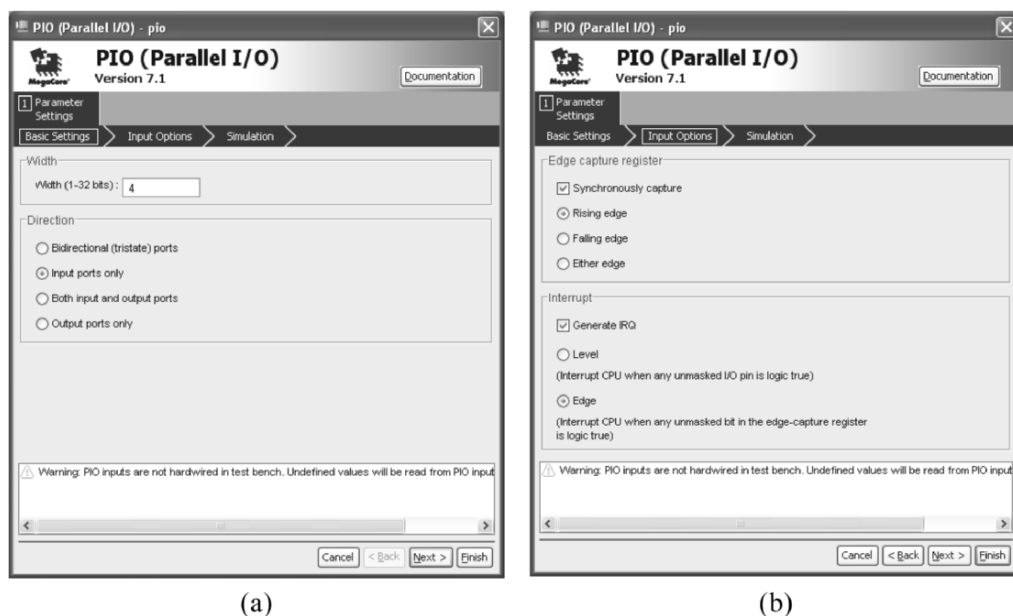 PIO (Parallel I/O) - pio
MegaCore'
PIO (Parallel I/O)
Version 7.1
Documentation
1 Parameter
Settings
Basic Settings
Input Options
Simulation
Width
Width (1-32 bits) : 4
Direction
Bidirectional (tristate) ports
Input ports only
Both input and output ports
Output ports only
Warning: PIO inputs are not hardwired in test bench. Undefined values will be read from PIO input
Cancel
< Back
Next >
Finish
(a)
PIO (Parallel I/O) - pio
MegaCore'
PIO (Parallel I/O)
Version 7.1
Documentation
1 Parameter
Settings
Basic Settings
Input Options
Simulation
Edge capture register
Synchronously capture
Rising edge
Falling edge
Either edge
Interrupt
Generate IRQ
Level
(Interrupt CPU when any unmasked I/O pin is logic true)
Edge
(Interrupt CPU when any unmasked bit in the edge-capture register
is logic true)
Warning: PIO inputs are not hardwired in test bench. Undefined values will be read from PIO input
Cancel
< Back
Next >
Finish
(b)